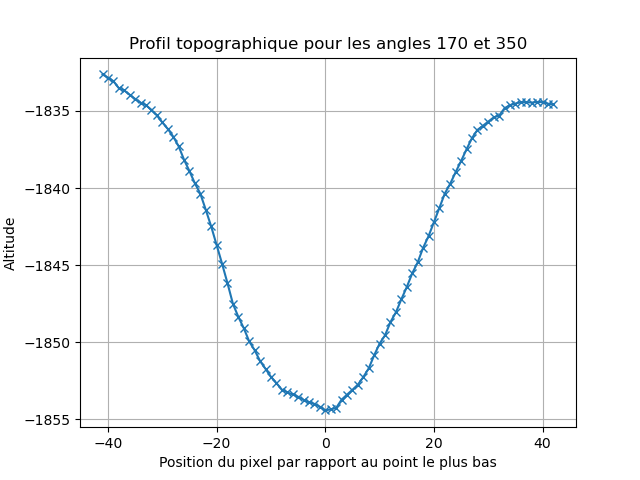 Profil topographique pour les angles 170 et 350
Altitude
−1835
−1840
−1845
−1850
−1855
−40 −20 0 20 40
Position du pixel par rapport au point le plus bas